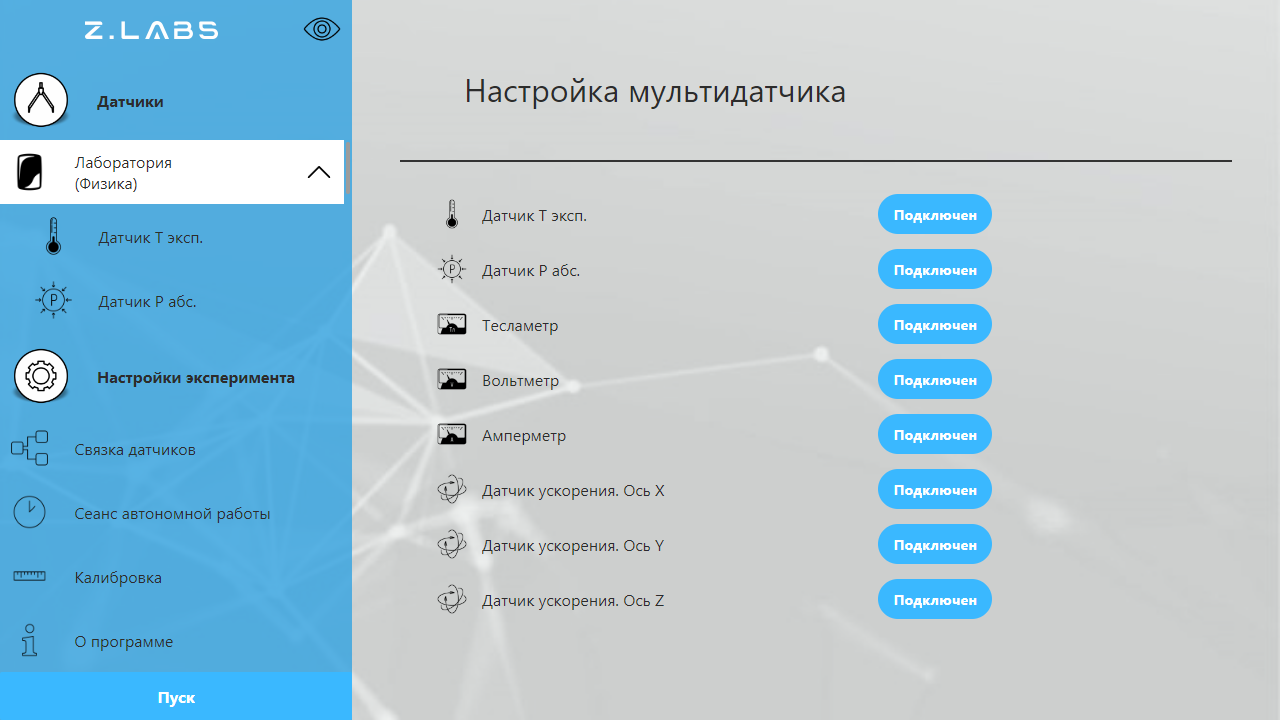 Z.LABS
Датчики
Лаборатория
(Физика)
Датчик Т эксп.
P
Датчик Р абс.
Настройки эксперимента
Связка датчиков
Сеанс автономной работы
Калибровка
О программе
Пуск
Настройка мультидатчика
Датчик Т эксп.
Подключен
P
Датчик Р абс.
Подключен
Тл
Тесламетр
Подключен
Вольтметр
Подключен
Амперметр
Подключен
Датчик ускорения. Ось X
Подключен
Датчик ускорения. Ось Y
Подключен
Датчик ускорения. Ось Z
Подключен